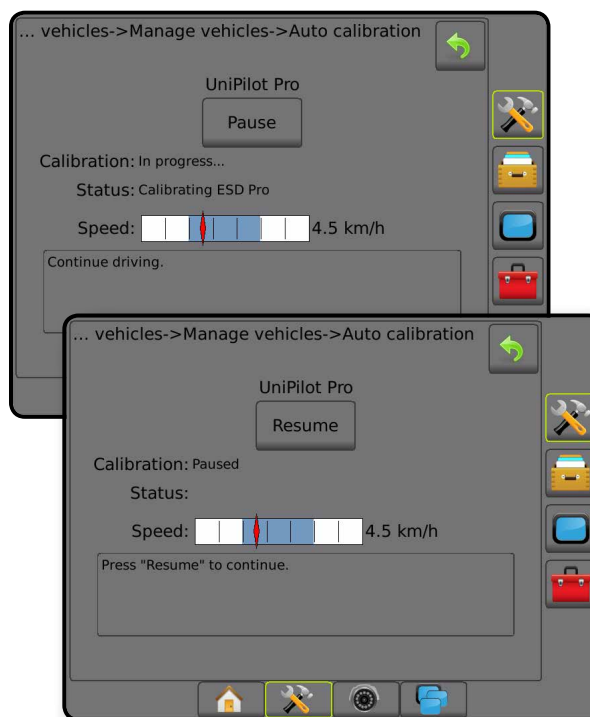 ... vehicles->Manage vehicles->Auto calibration
UniPilot Pro
Pause
Calibration: In progress...
Status: Calibrating ESD Pro
Speed: 4.5 km/h
Continue driving.
... vehicles->Manage vehicles->Auto calibration
UniPilot Pro
Resume
Calibration: Paused
Status:
Speed: 4.5 km/h
Press "Resume" to continue.